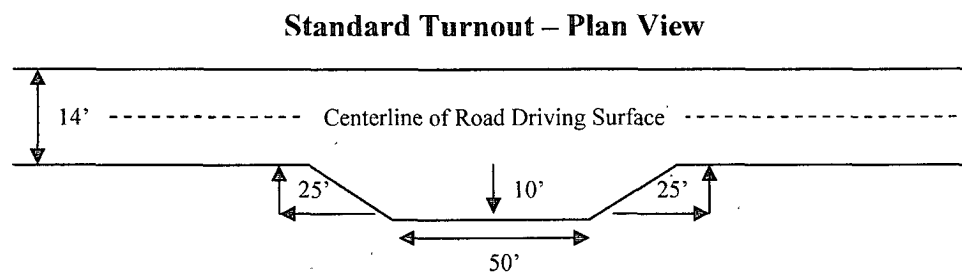 Standard Turnout – Plan View
14’
Centerline of Road Driving Surface
25’
10’
25’
50’